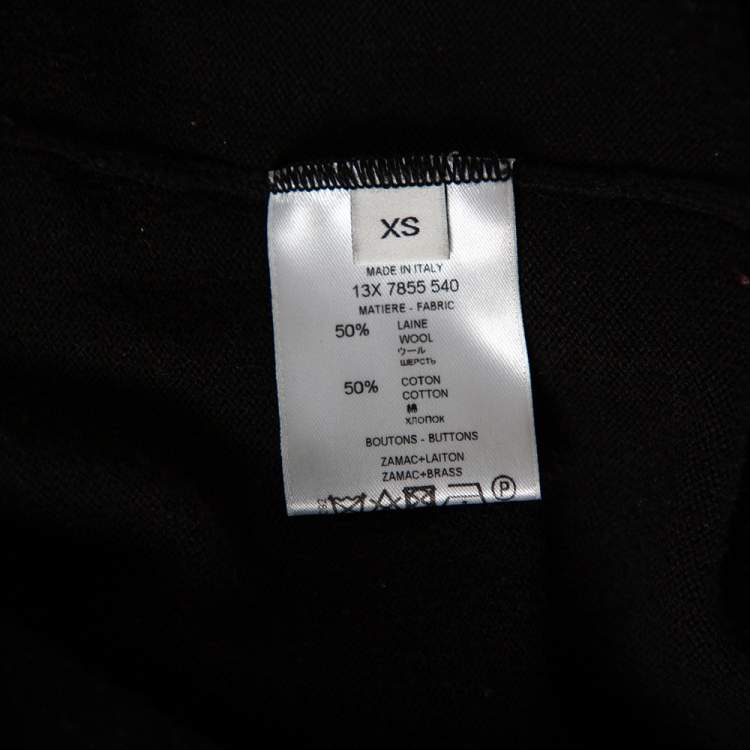 XS
MADE IN ITALY
13X 7855 540
MATIERE - FABRIC
50% LAINE
WOOL
ウール
ШЕРСТЬ
50% COTON
COTTON
綿
ХЛОПОК
BOUTONS - BUTTONS
ZAMAC+LAITON
ZAMAC+BRASS
P